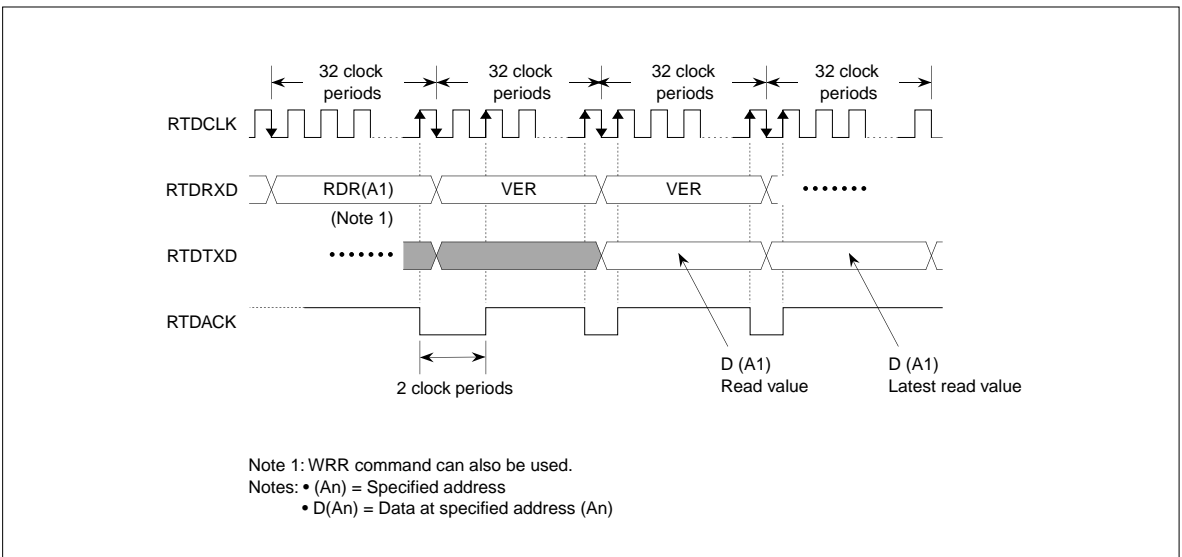 32 clock periods
32 clock periods
32 clock periods
32 clock periods
RTDCLK
RTDRXD
RDR(A1)
VER
VER
•••••••
(Note 1)
RTDTXD
•••••••
RTDACK
2 clock periods
D (A1)
Read value
D (A1)
Latest read value
Note 1: WRR command can also be used.
Notes: • (An) = Specified address
• D(An) = Data at specified address (An)